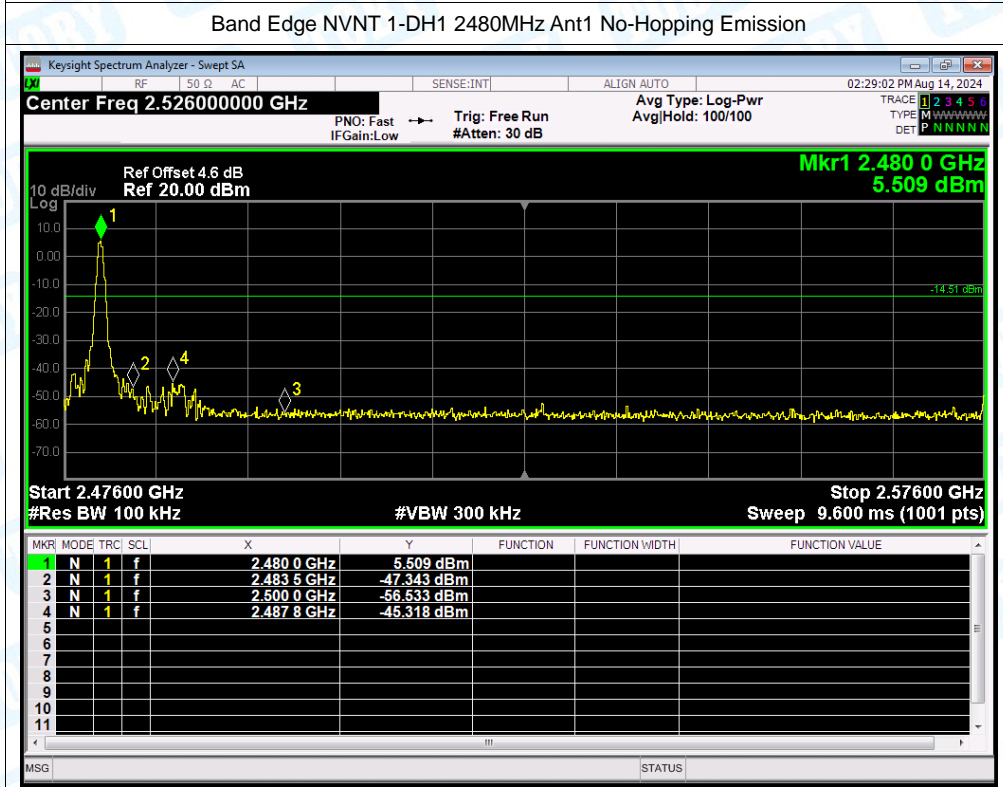 Band Edge NVNT 1-DH1 2480MHz Ant1 No-Hopping Emission
Keysight Spectrum Analyzer - Swept SA
LXI RF 50 Ω AC SENSE:INT ALIGN AUTO 02:29:02 PM Aug 14, 2024
Center Freq 2.526000000 GHz Avg Type: Log-Pwr TRACE 1 2 3 4 5 6
PNO: Fast Trig: Free Run Avg|Hold: 100/100 TYPE M WWWWW
IFGain:Low #Atten: 30 dB DET P N N N N N
Mkr1 2.480 0 GHz
Ref Offset 4.6 dB
10 dB/div Ref 20.00 dBm 5.509 dBm
Log
1
10.0
0.00
-10.0
-14.51 dBm
-20.0
-30.0
2 4
-40.0
3
-50.0
-60.0
-70.0
Start 2.47600 GHz Stop 2.57600 GHz
#Res BW 100 kHz #VBW 300 kHz Sweep 9.600 ms (1001 pts)
MKR MODE TRC SCL X Y FUNCTION FUNCTION WIDTH FUNCTION VALUE
1 N 1 f 2.480 0 GHz 5.509 dBm
2 N 1 f 2.483 5 GHz -47.343 dBm
3 N 1 f 2.500 0 GHz -56.533 dBm
4 N 1 f 2.487 8 GHz -45.318 dBm
5
6
7
8
9
10
11
MSG STATUS